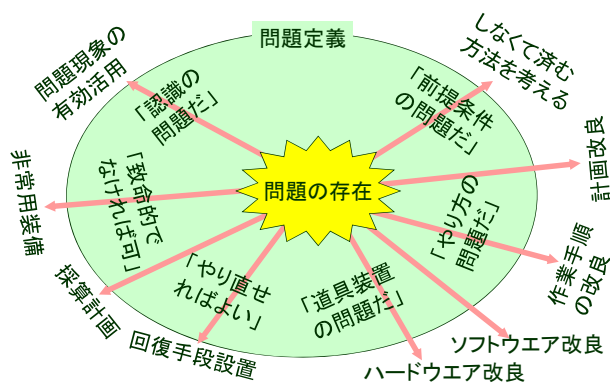 問題定義
問題現象の
有効活用
「認識の
問題だ」
「前提条件
の問題だ」
しなくて済む
方法を考える
非常用装備
「致命的で
なければ可」
問題の存在
「やり方の
問題だ」
計画改良
作業手順
の改良
採算計画
「やり直せ
ればよい」
「道具装置
の問題だ」
回復手段設置
ハードウエア改良
ソフトウエア改良